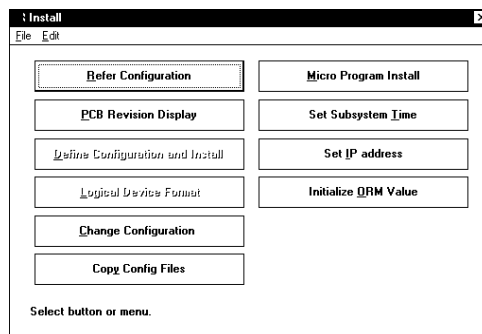 Install
File Edit
Refer Configuration
Micro Program Install
PCB Revision Display
Set Subsystem Time
Define Configuration and Install
Set IP address
Logical Device Format
Initialize ORM Value
Change Configuration
Copy Config Files
Select button or menu.